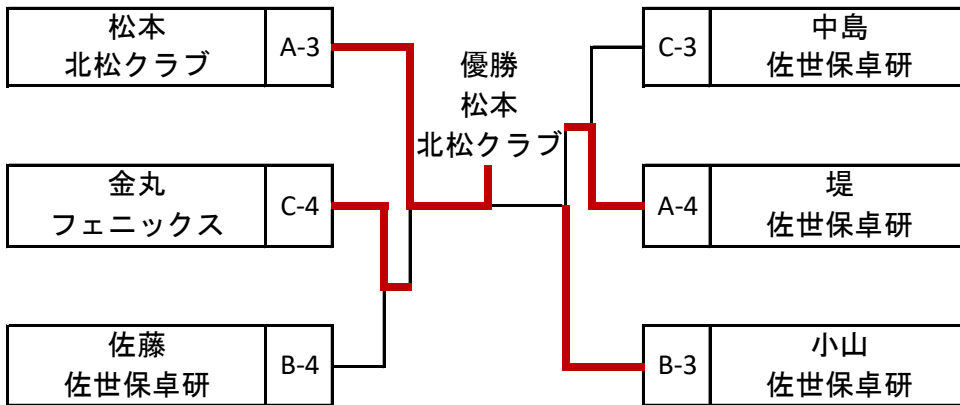 松本
北松クラブ
A-3
金丸
フェニックス
C-4
佐藤
佐世保卓研
B-4
優勝
松本
北松クラブ
C-3
中島
佐世保卓研
A-4
堤
佐世保卓研
B-3
小山
佐世保卓研